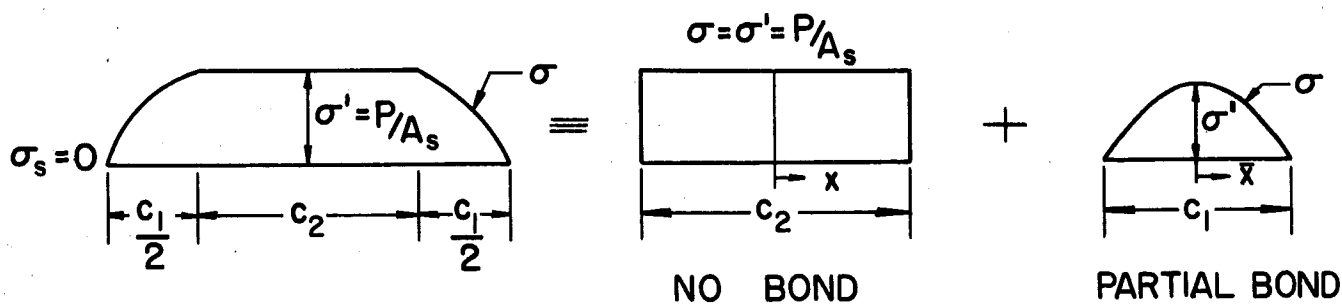 σ = σ' = P/A_s
σ
σ' = P/A_s
≡
+
σ
σ'
σ_s = 0
x
x̄
c_1/2
c_2
c_1/2
c_2
c_1
NO BOND
PARTIAL BOND